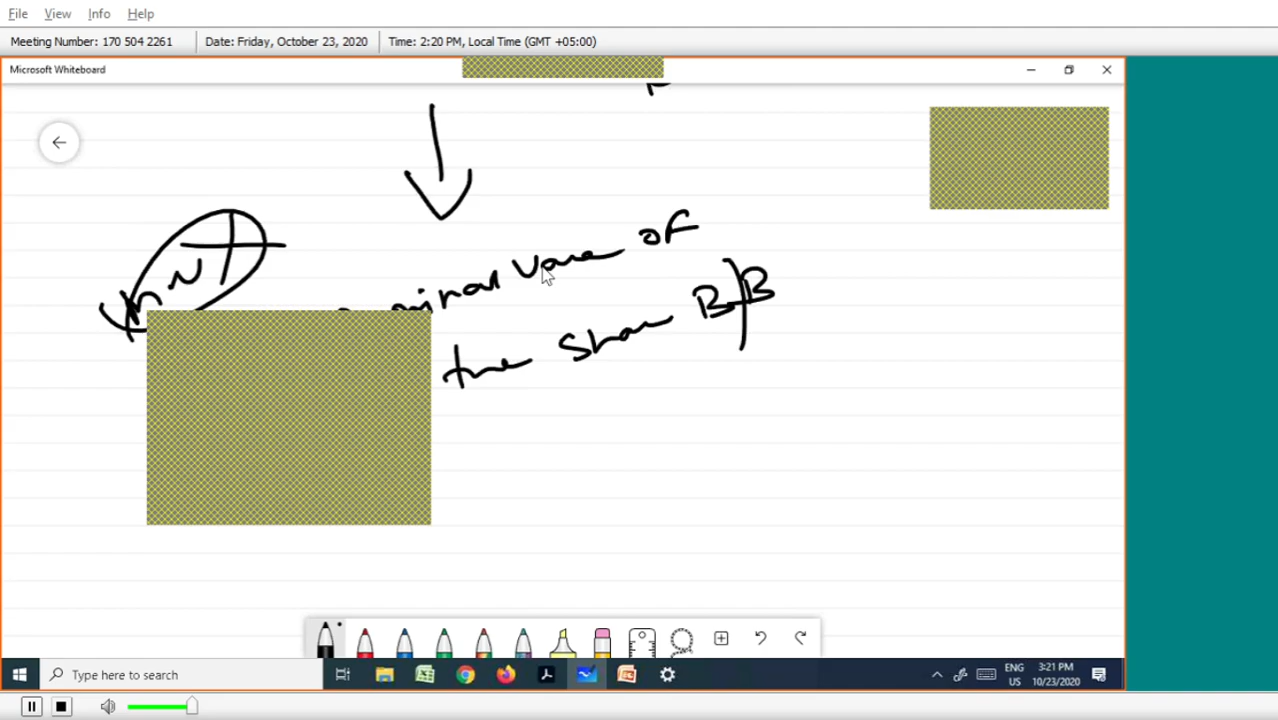 File View Info Help
Meeting Number: 170 504 2261 Date: Friday, October 23, 2020 Time: 2:20 PM, Local Time (GMT +05:00)
Microsoft Whiteboard
of
the Share B/B
Type here to search
ENG
US
3:21 PM
10/23/2020